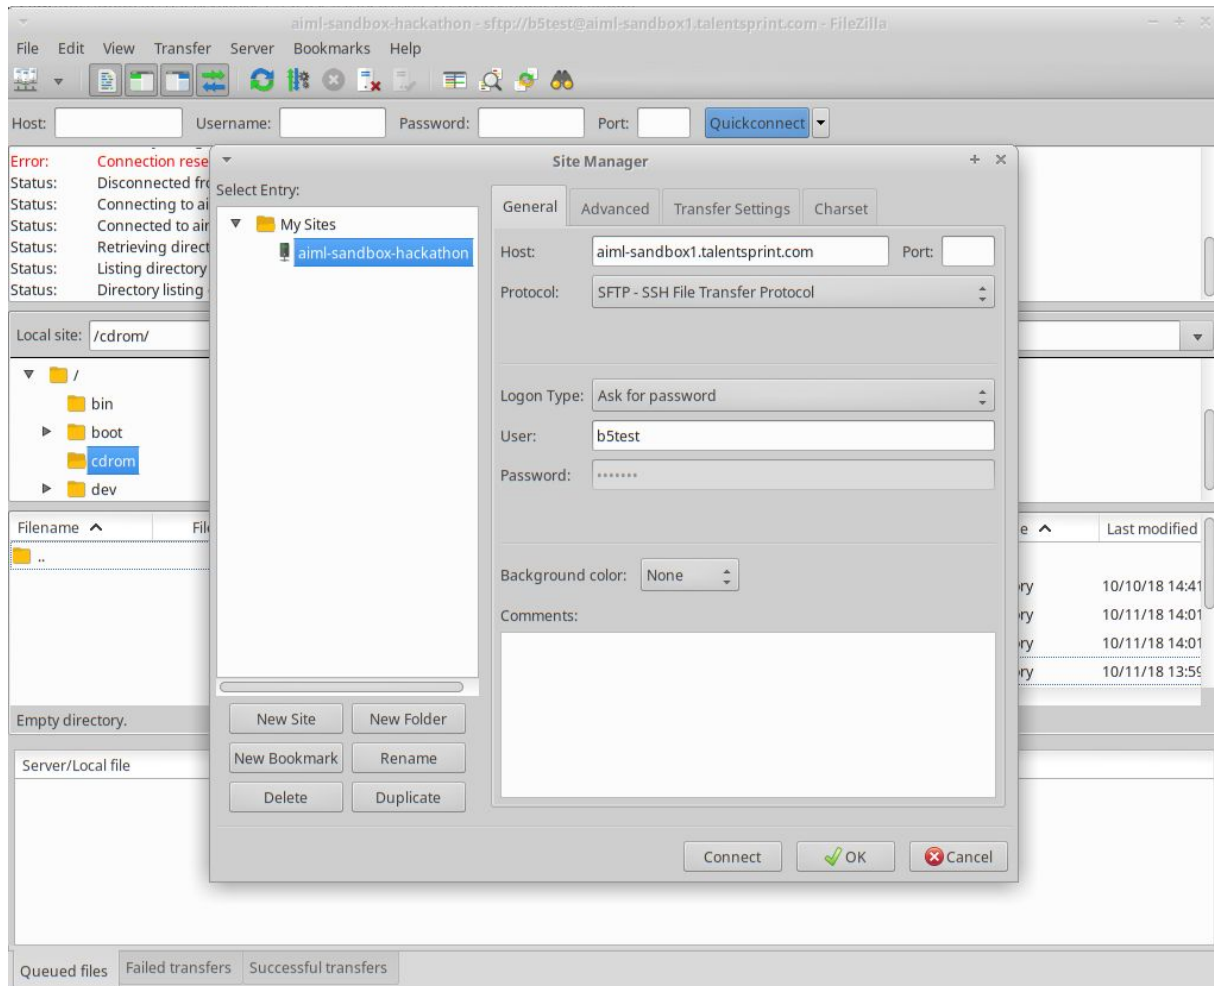 aiml-sandbox-hackathon - sftp://b5test@aiml-sandbox1.talentsprint.com - FileZilla
File Edit View Transfer Server Bookmarks Help
Host: Username: Password: Port: Quickconnect
Error: Connection rese
Status: Disconnected fro
Status: Connecting to ai
Status: Connected to
Status: Retrieving direct
Status: Listing directory
Status: Directory listing
Local site: /cdrom/
/
bin
boot
cdrom
dev
Filename File
..
Empty directory.
Server/Local file
Queued files Failed transfers Successful transfers
Site Manager
Select Entry:
My Sites
aiml-sandbox-hackathon
New Site New Folder
New Bookmark Rename
Delete Duplicate
General Advanced Transfer Settings Charset
Host: aiml-sandbox1.talentsprint.com Port:
Protocol: SFTP - SSH File Transfer Protocol
Logon Type: Ask for password
User: b5test
Password: •••••••
Background color: None
Comments:
Connect OK Cancel
e Last modified
ry 10/10/18 14:41
ry 10/11/18 14:01
ry 10/11/18 14:01
ry 10/11/18 13:59